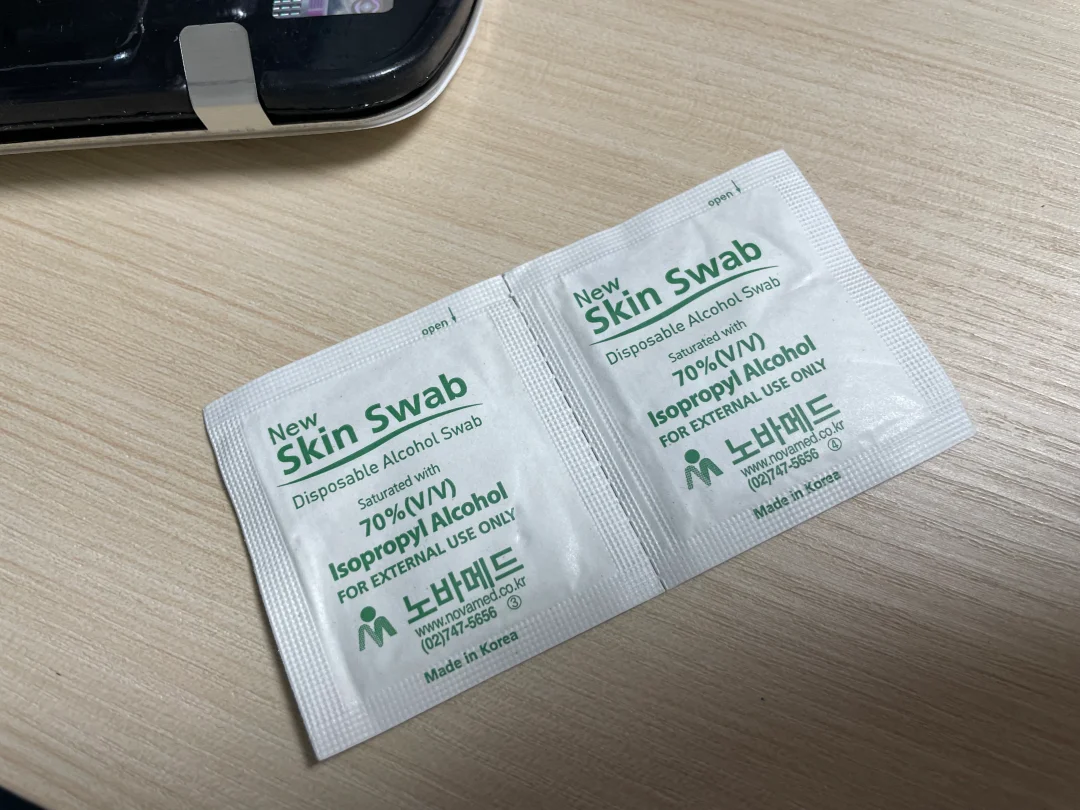 open
New
Skin Swab
Disposable Alcohol Swab
Saturated with
70%(V/V)
Isopropyl Alcohol
FOR EXTERNAL USE ONLY
노바메드
www.novamed.co.kr
(02)747-5656 ③
Made in Korea
open
New
Skin Swab
Disposable Alcohol Swab
Saturated with
70%(V/V)
Isopropyl Alcohol
FOR EXTERNAL USE ONLY
노바메드
www.novamed.co.kr
(02)747-5656 ④
Made in Korea